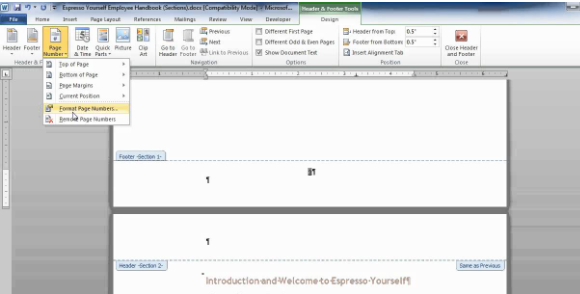 Espresso Yourself Employee Handbook (Sections).docx [Compatibility Mode] - Microsoft...
Header & Footer Tools
File Home Insert Page Layout References Mailings Review View Developer Design
Header Footer Page Number Date & Time Quick Parts Picture Clip Art Go to Header Go to Footer
Previous
Next
Link to Previous
Different First Page
Different Odd & Even Pages
Show Document Text
Header from Top: 0.5"
Footer from Bottom: 0.5"
Insert Alignment Tab
Close Header and Footer
Header & F Navigation Options Position Close
Top of Page
Bottom of Page
Page Margins
Current Position
Format Page Numbers...
Remove Page Numbers
Footer -Section 1-
¶
¶
¶
Header -Section 2-
Same as Previous
Introduction·and·Welcome·to·Espresso·Yourself¶